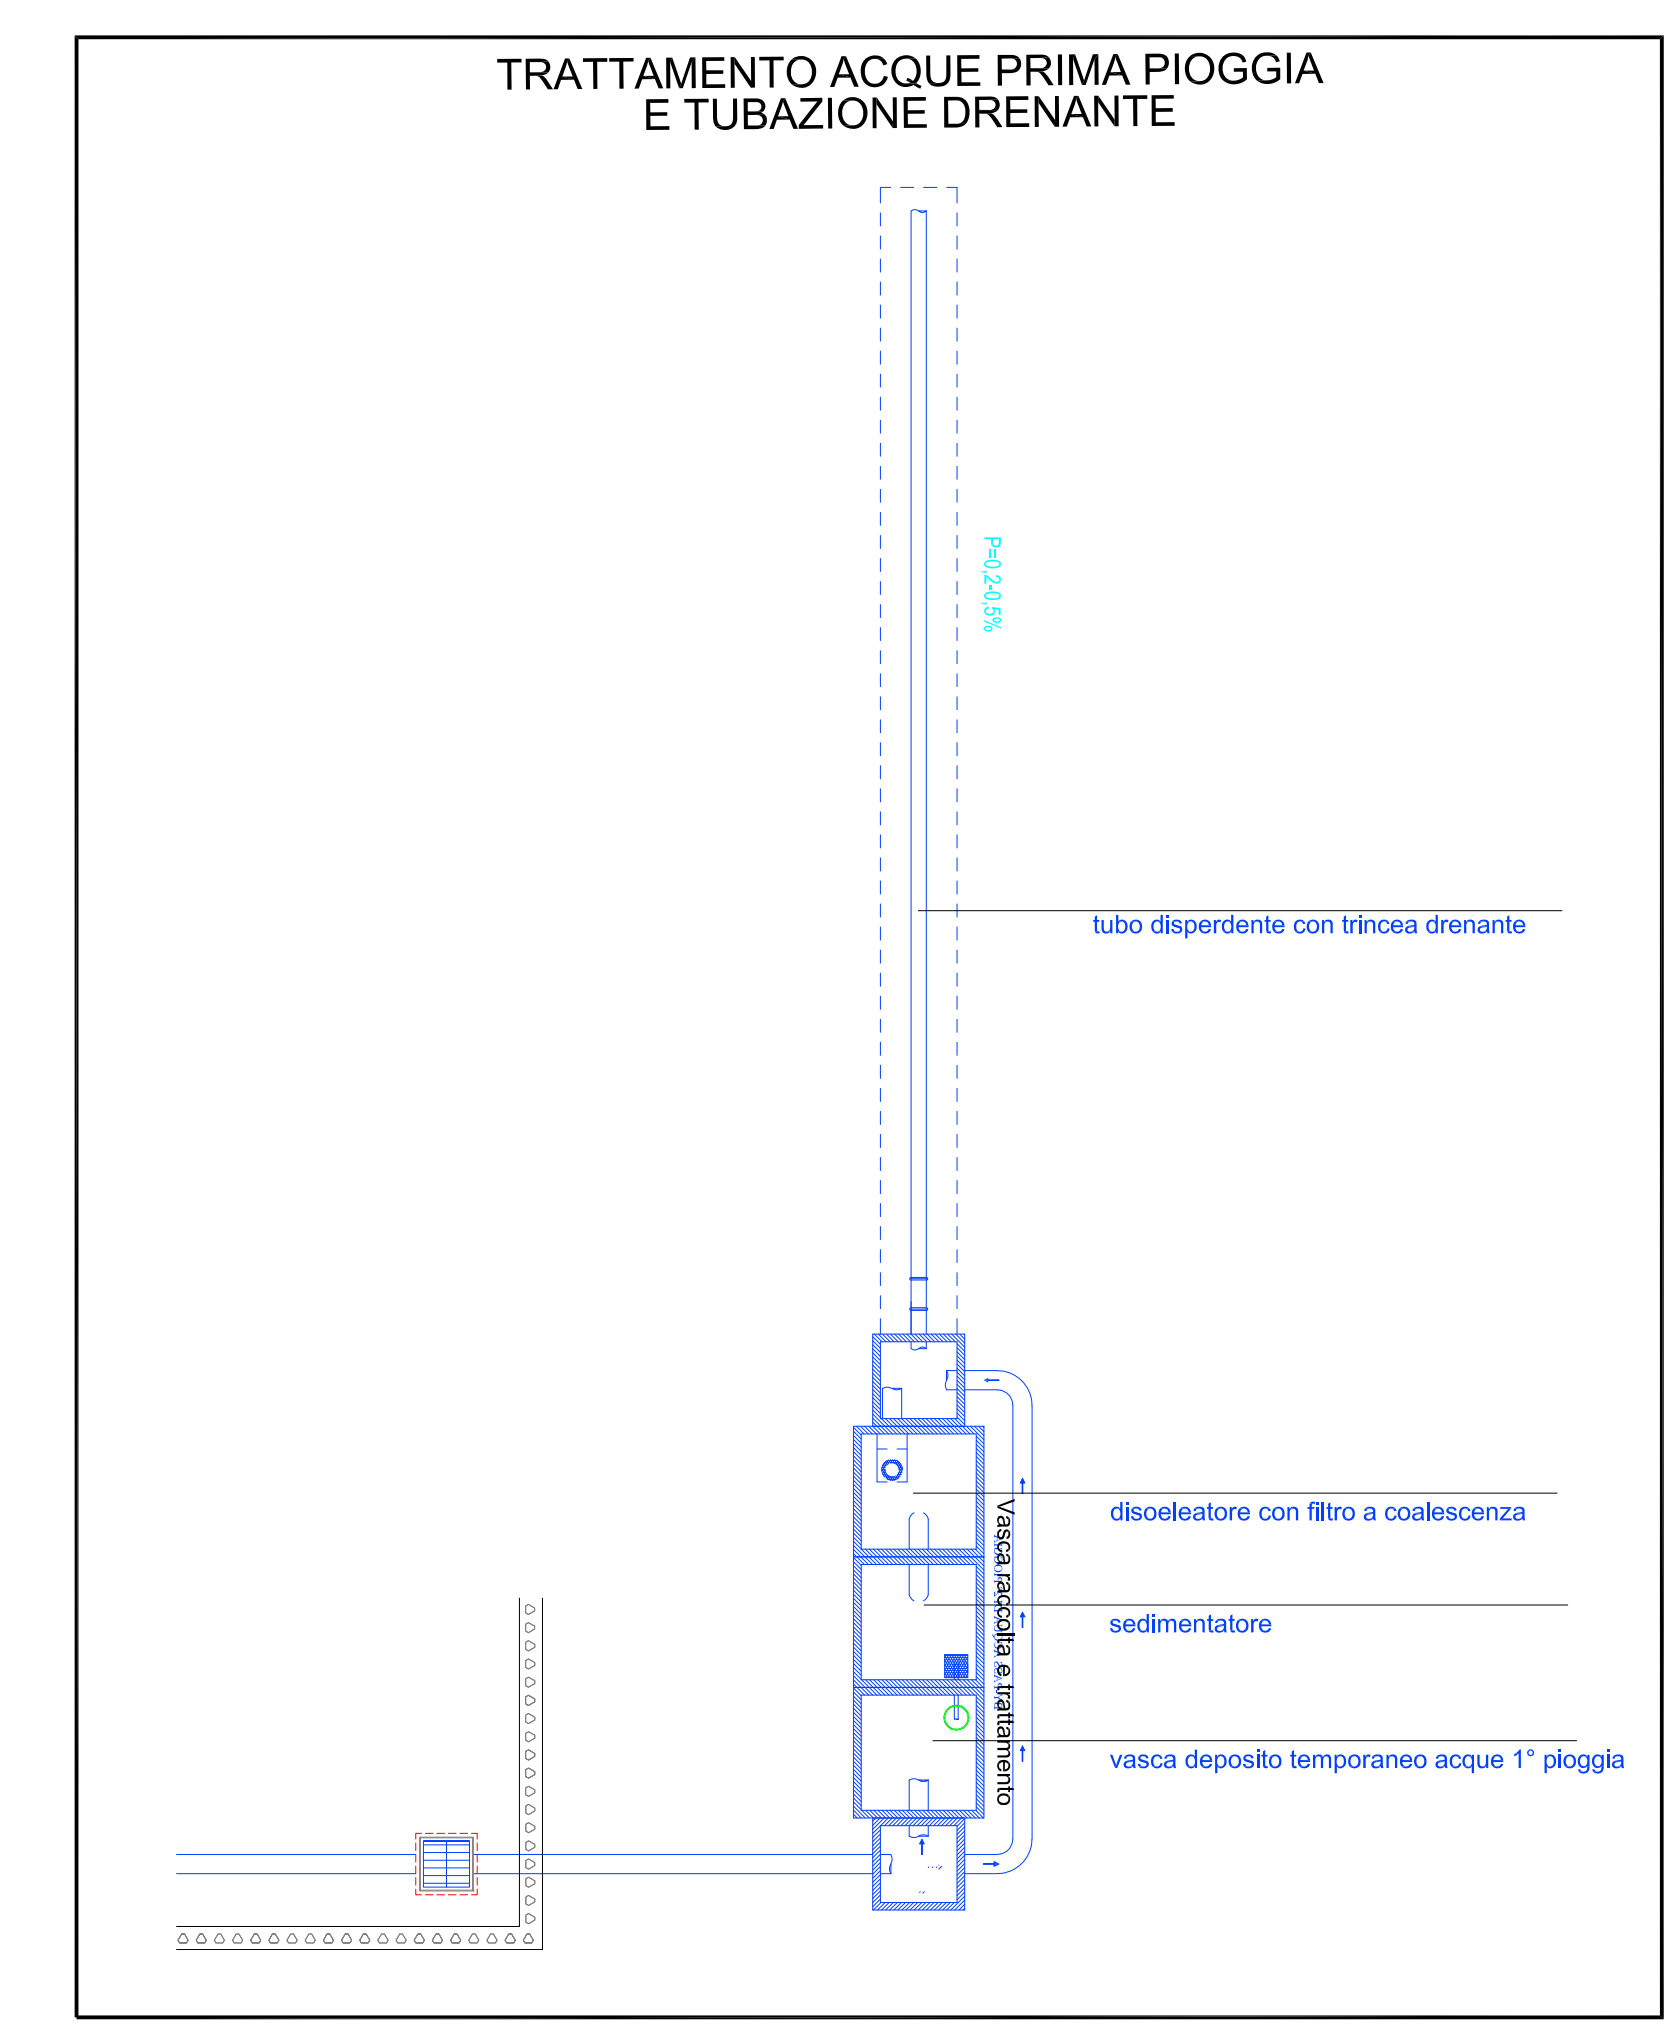 TRATTAMENTO ACQUE PRIMA PIOGGIA
E TUBAZIONE DRENANTE
P=0,2-0,5%
tubo disperdente con trincea drenante
disoeleatore con filtro a coalescenza
Vasca raccolta e trattamento
sedimentatore
vasca deposito temporaneo acque 1° pioggia